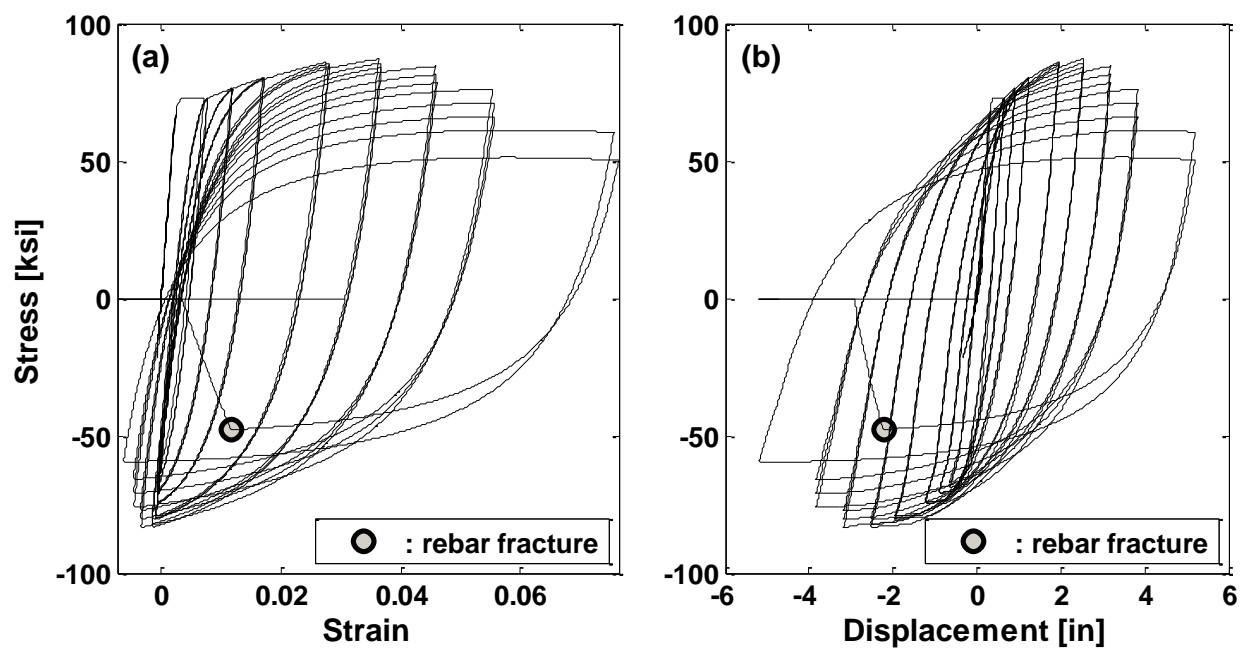 (a)
100
50
0
-50
-100
Stress [ksi]
0 0.02 0.04 0.06
Strain
: rebar fracture
(b)
100
50
0
-50
-100
-6 -4 -2 0 2 4 6
Displacement [in]
: rebar fracture